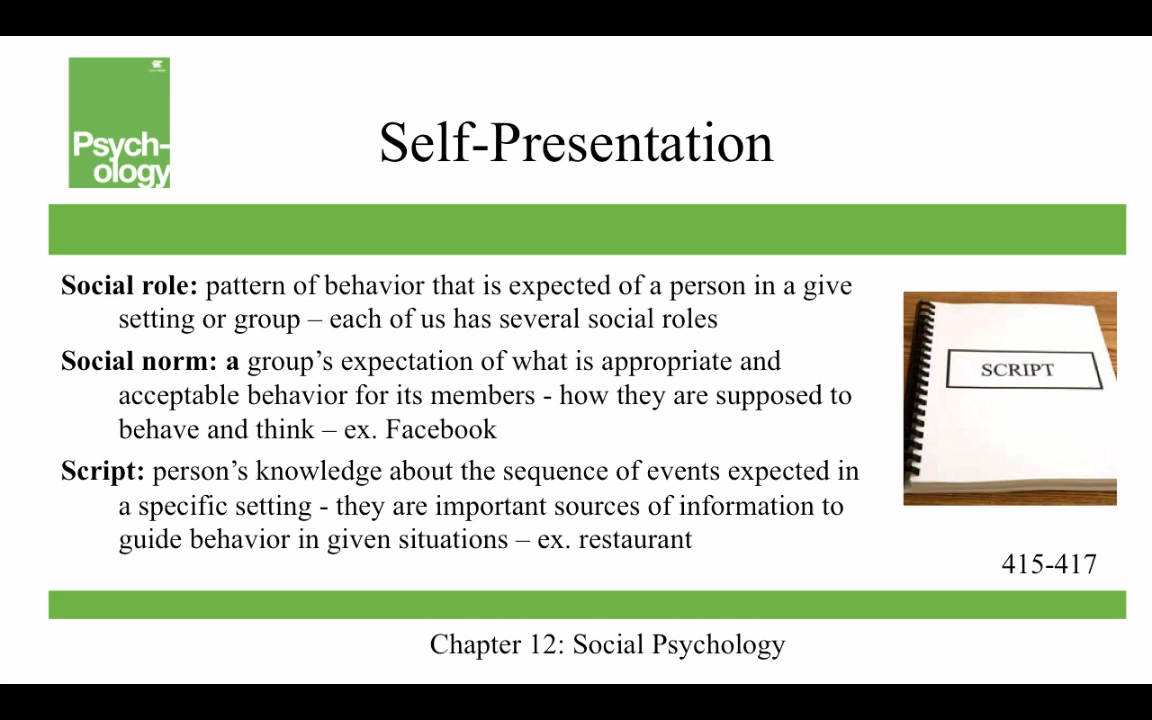 Psych-
ology
Self-Presentation
Social role: pattern of behavior that is expected of a person in a give
setting or group – each of us has several social roles
Social norm: a group’s expectation of what is appropriate and
acceptable behavior for its members - how they are supposed to
behave and think – ex. Facebook
Script: person’s knowledge about the sequence of events expected in
a specific setting - they are important sources of information to
guide behavior in given situations – ex. restaurant
SCRIPT
415-417
Chapter 12: Social Psychology